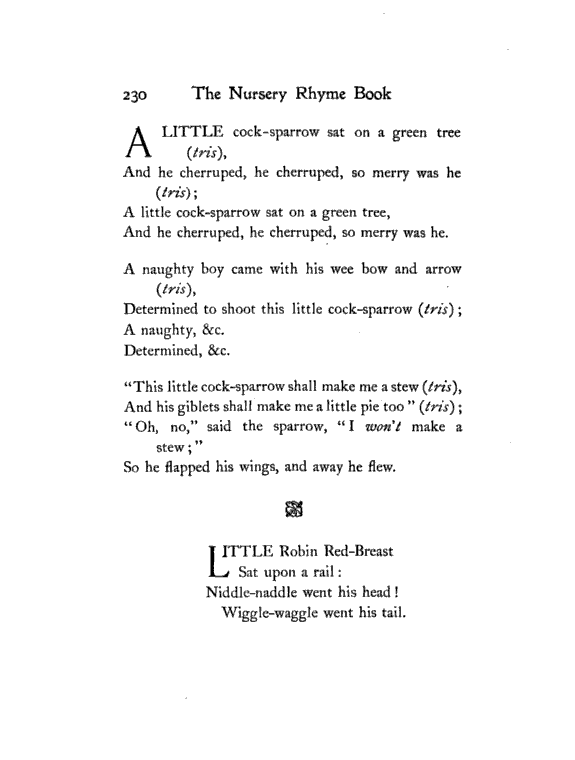 230 The Nursery Rhyme Book
A LITTLE cock-sparrow sat on a green tree
(tris),
And he cherruped, he cherruped, so merry was he
(tris);
A little cock-sparrow sat on a green tree,
And he cherruped, he cherruped, so merry was he.
A naughty boy came with his wee bow and arrow
(tris),
Determined to shoot this little cock-sparrow (tris);
A naughty, &c.
Determined, &c.
"This little cock-sparrow shall make me a stew (tris),
And his giblets shall make me a little pie too" (tris);
"Oh, no," said the sparrow, "I won't make a
stew;"
So he flapped his wings, and away he flew.
LITTLE Robin Red-Breast
Sat upon a rail:
Niddle-naddle went his head!
Wiggle-waggle went his tail.